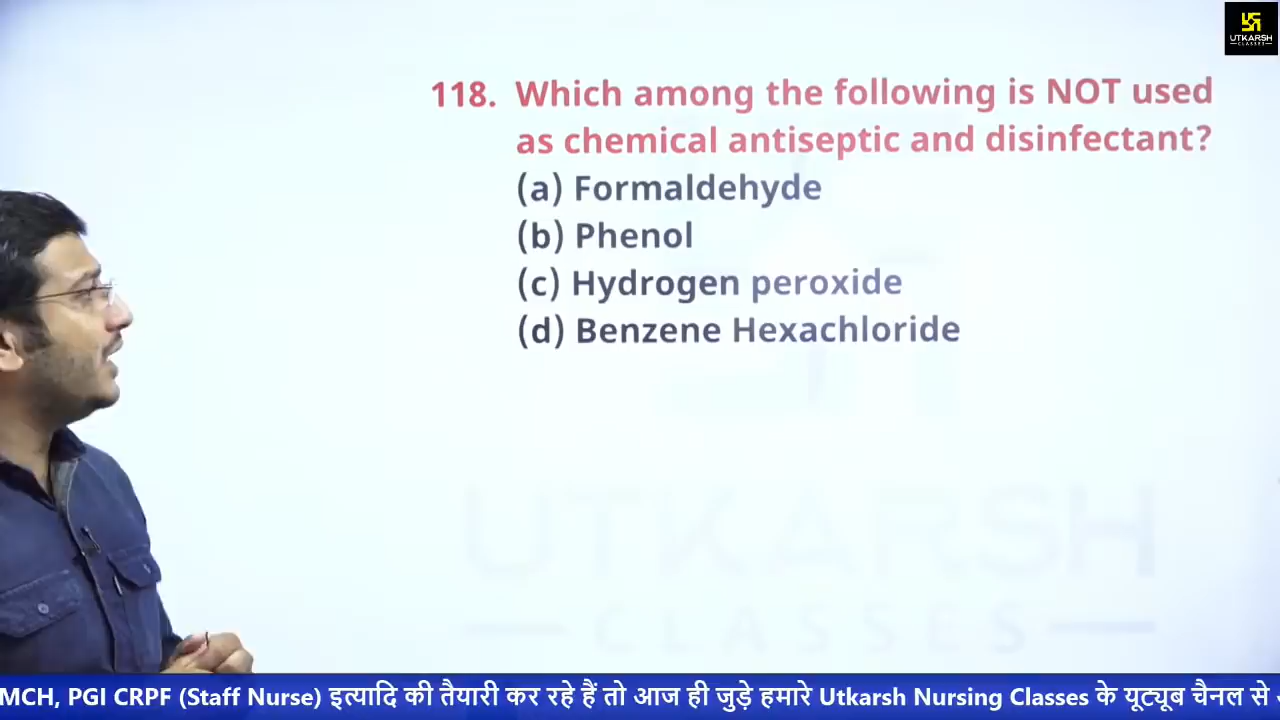 UTKARSH
CLASSES
118. Which among the following is NOT used
as chemical antiseptic and disinfectant?
(a) Formaldehyde
(b) Phenol
(c) Hydrogen peroxide
(d) Benzene Hexachloride
UTKARSH
CLASSES
MCH, PGI CRPF (Staff Nurse) इत्यादि की तैयारी कर रहे हैं तो आज ही जुड़े हमारे Utkarsh Nursing Classes के यूट्यूब चैनल से